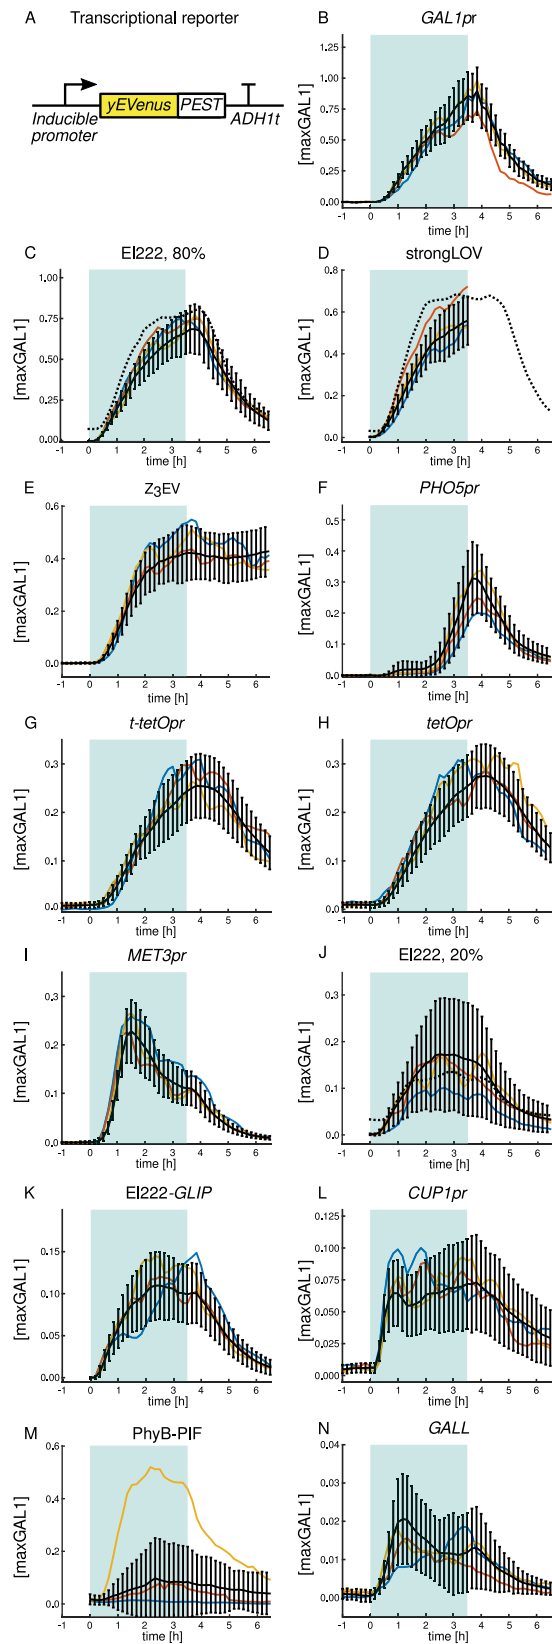 A Transcriptional reporter
Inducible promoter
yEVenus
PEST
ADH1t
B GAL1pr
[maxGAL1]
1.25
1.00
0.75
0.50
0.25
0.00
-1 0 1 2 3 4 5 6
time [h]
C El222, 80%
[maxGAL1]
1.00
0.75
0.50
0.25
0.00
-1 0 1 2 3 4 5 6
time [h]
D strongLOV
[maxGAL1]
0.8
0.6
0.4
0.2
0.0
-1 0 1 2 3 4 5 6
time [h]
E Z3EV
[maxGAL1]
0.6
0.4
0.2
0.0
-1 0 1 2 3 4 5 6
time [h]
F PHO5pr
[maxGAL1]
0.5
0.4
0.3
0.2
0.1
0.0
-1 0 1 2 3 4 5 6
time [h]
G t-tetOpr
[maxGAL1]
0.3
0.2
0.1
0.0
-1 0 1 2 3 4 5 6
time [h]
H tetOpr
[maxGAL1]
0.3
0.2
0.1
0.0
-1 0 1 2 3 4 5 6
time [h]
I MET3pr
[maxGAL1]
0.3
0.2
0.1
0.0
-1 0 1 2 3 4 5 6
time [h]
J El222, 20%
[maxGAL1]
0.3
0.2
0.1
0.0
-1 0 1 2 3 4 5 6
time [h]
K El222-GLIP
[maxGAL1]
0.15
0.10
0.05
0.00
-1 0 1 2 3 4 5 6
time [h]
L CUP1pr
[maxGAL1]
0.125
0.100
0.075
0.050
0.025
0.000
-1 0 1 2 3 4 5 6
time [h]
M PhyB-PIF
[maxGAL1]
0.6
0.4
0.2
0.0
-1 0 1 2 3 4 5 6
time [h]
N GALL
[maxGAL1]
0.04
0.03
0.02
0.01
0.00
-1 0 1 2 3 4 5 6
time [h]